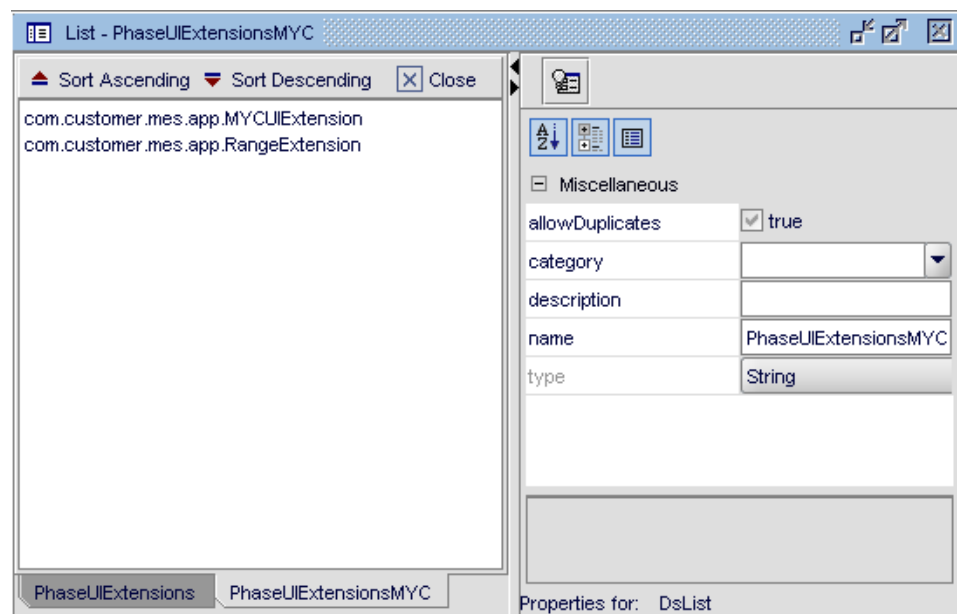 List - PhaseUIExtensionsMYC
Sort Ascending Sort Descending Close
com.customer.mes.app.MYCUIExtension
com.customer.mes.app.RangeExtension
PhaseUIExtensions PhaseUIExtensionsMYC
Miscellaneous
allowDuplicates true
category
description
name PhaseUIExtensionsMYC
type String
Properties for: DsList